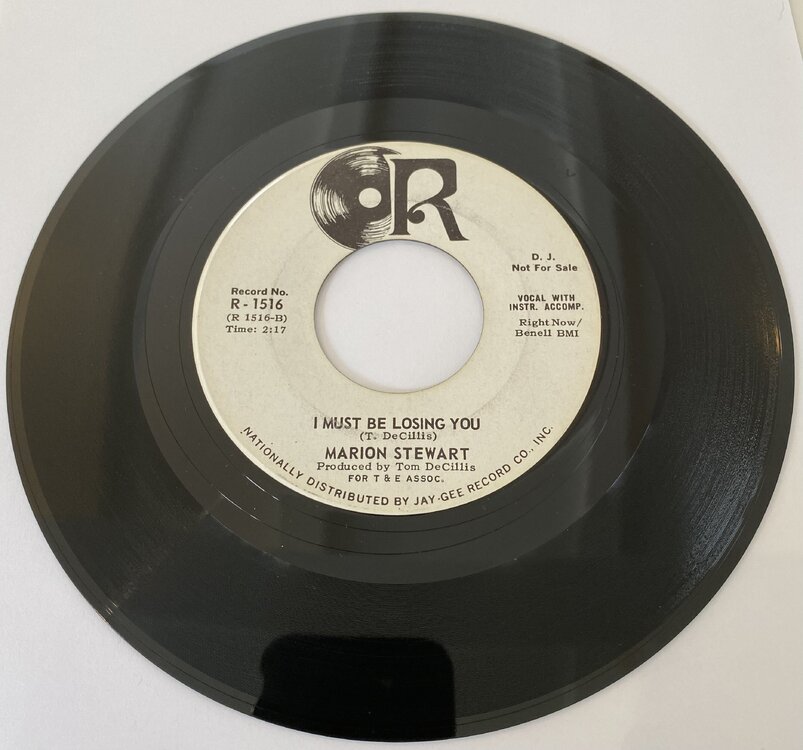 R
D. J.
Not For Sale
Record No.
R - 1516
(R 1516-B)
Time: 2:17
VOCAL WITH
INSTR. ACCOMP.
Right Now/
Benell BMI
I MUST BE LOSING YOU
(T. DeCillis)
MARION STEWART
Produced by Tom DeCillis
FOR T & E ASSOC.
NATIONALLY DISTRIBUTED BY JAY-GEE RECORD CO., INC.